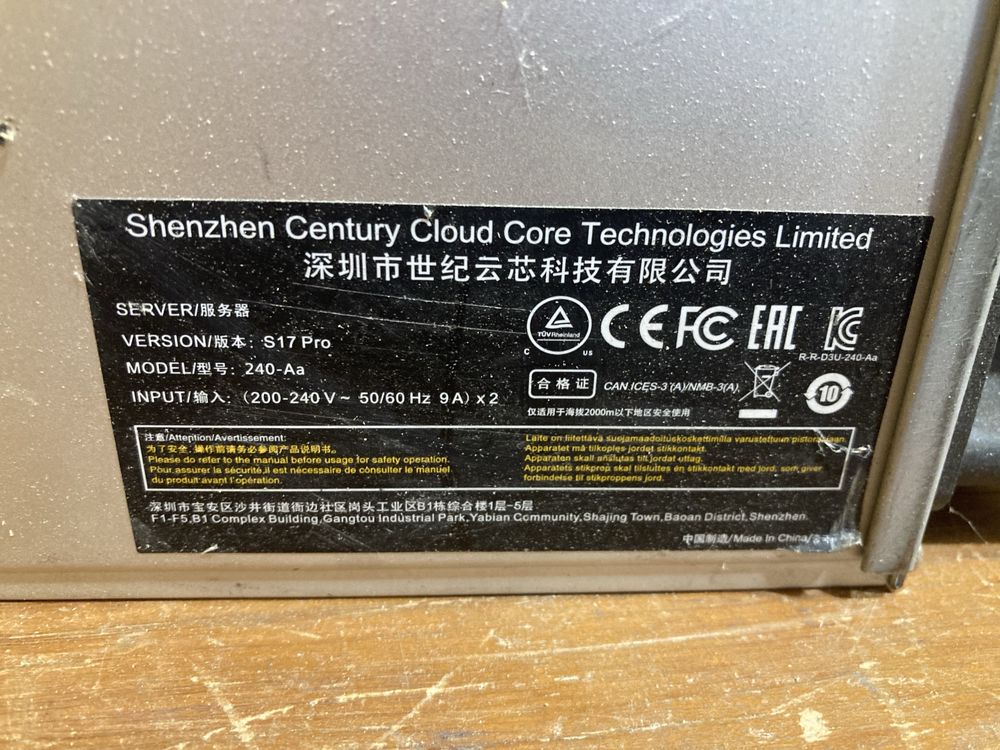 Shenzhen Century Cloud Core Technologies Limited
深圳市世纪云芯科技有限公司
SERVER/服务器
VERSION/版本: S17 Pro
MODEL/型号: 240-Aa
INPUT/输入: (200-240 V ~ 50/60 Hz 9A) x 2
TÜVRheinland
C US
CE FC EAC
R-R-D3U-240-Aa
合格证
CAN ICES-3 (A)/NMB-3(A)
10
仅适用于海拔2000m以下地区安全使用
注意/Attention/Avertissement:
为了安全,操作前请务必参阅产品说明书。
Please do refer to the manual before usage for safety operation.
Pour assurer la sécurité,il est nécessaire de consulter le manuel
du produit avant l'opération.
Laite on liitettävä suojamaadoituskoskettimilla varustettuun
Apparatet må tilkoples jordet stikkontakt.
Apparaten skall anslutas till jordat uttag.
Apparatets stikprop skal tilsluttes en stikkontakt med jord, som giver
forbindelse til stikproppens jord.
深圳市宝安区沙井街道衙边社区岗头工业区B1栋综合楼1层-5层
F1-F5,B1 Complex Building,Gangtou Industrial Park,Yabian Community,Shajing Town,Baoan District,Shenzhen.
中国制造/Made In China/